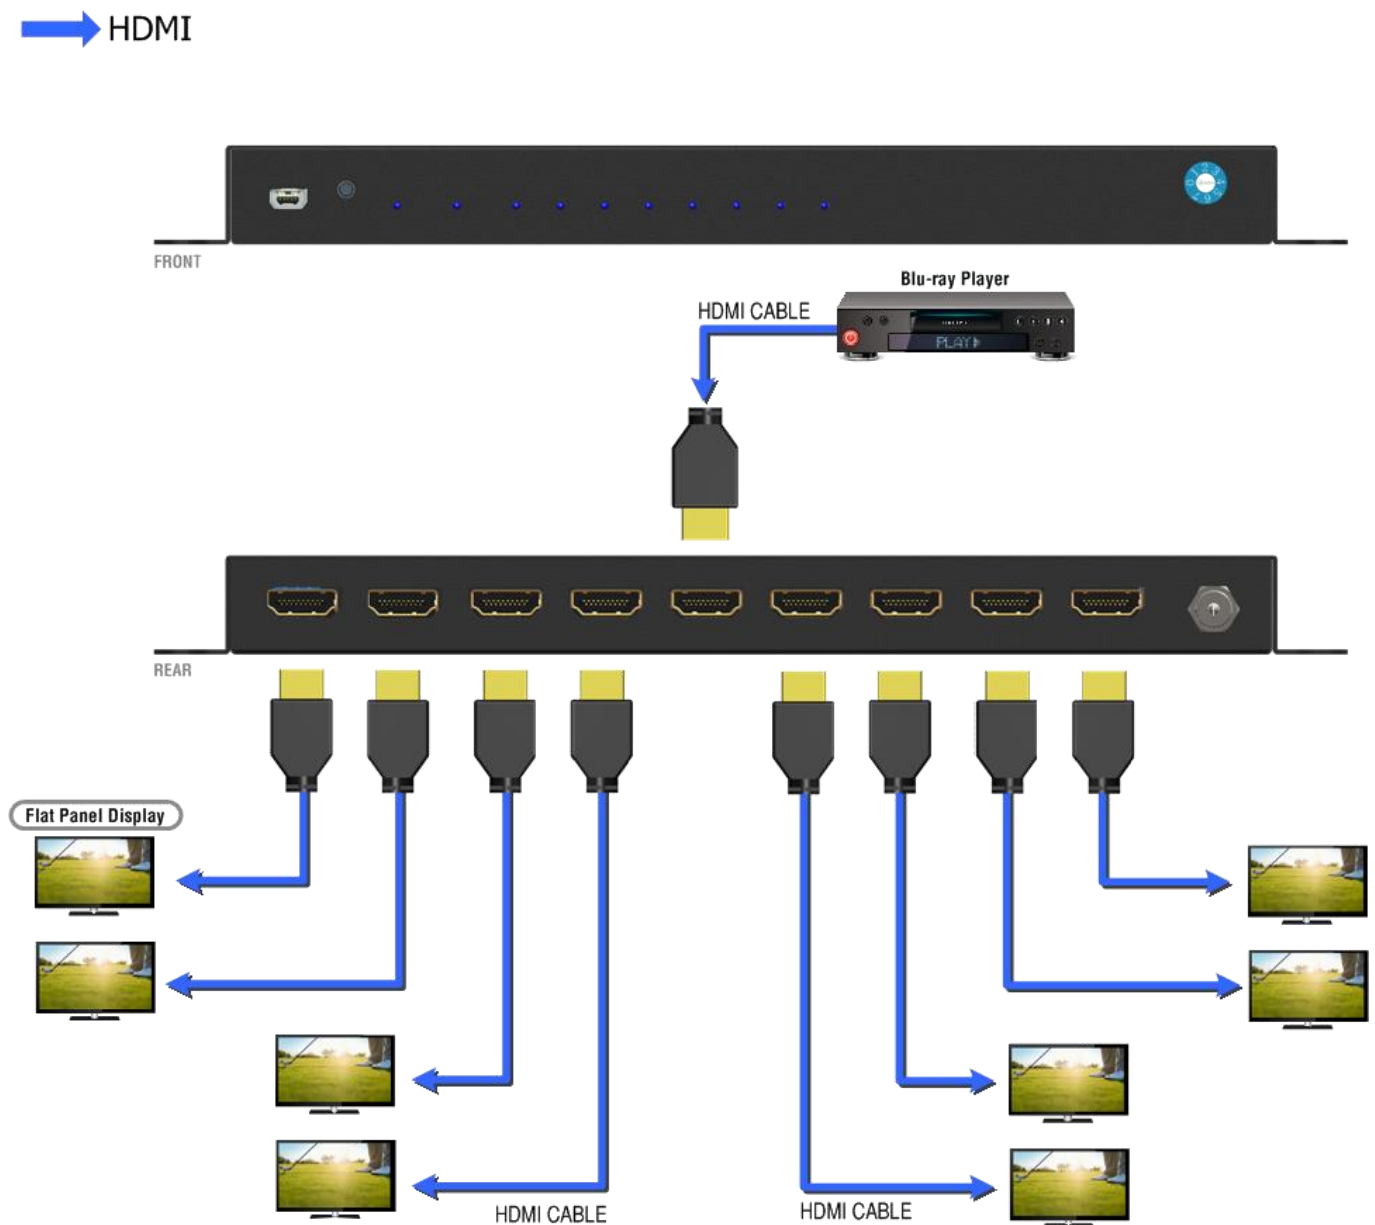 HDMI
FRONT
Blu-ray Player
HDMI CABLE
PLAY
REAR
Flat Panel Display
HDMI CABLE
HDMI CABLE